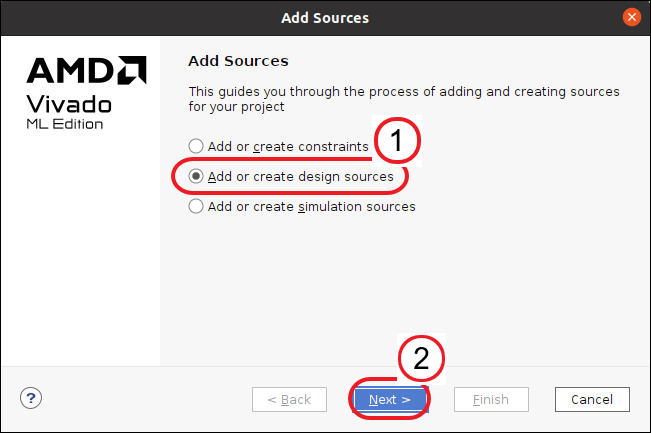 Add Sources
AMD
Vivado
ML Edition
Add Sources
This guides you through the process of adding and creating sources
for your project
Add or create constraints
1
Add or create design sources
Add or create simulation sources
2
?
< Back
Next >
Finish
Cancel